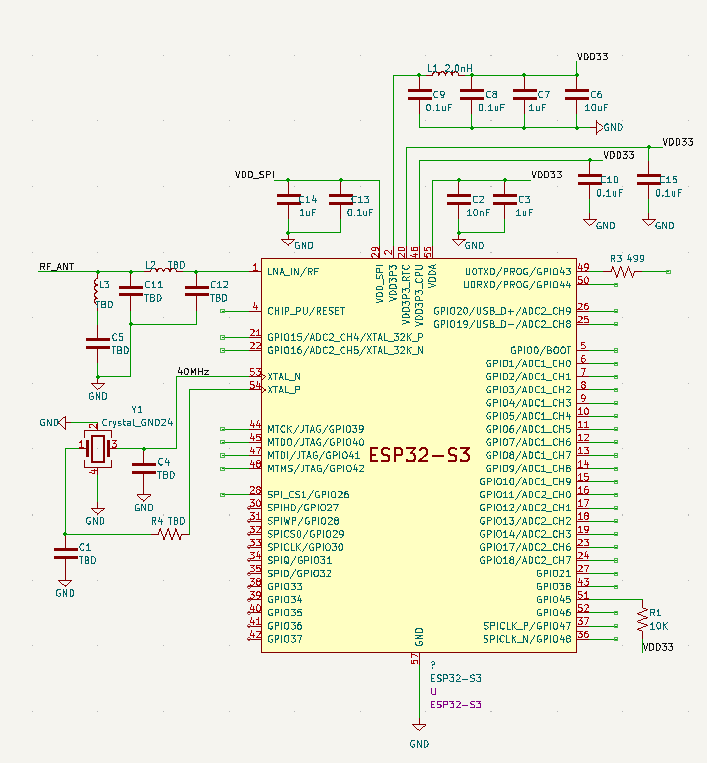 VDD33
L1 2.0nH
C9
0.1uF
C8
0.1uF
C7
1uF
C6
10uF
GND
VDD33
VDD33
VDD_SPI
VDD33
C14
1uF
C13
0.1uF
C2
10nF
C3
1uF
C10
0.1uF
C15
0.1uF
GND
GND
GND
GND
29
2
20
46
55
VDD_SPI
VDD3P3
VDD3P3_RTC
VDD3P3_CPU
VDDA
RF_ANT
L2 TBD
L3
TBD
C11
TBD
C12
TBD
C5
TBD
GND
40MHz
1 LNA_IN/RF
4 CHIP_PU/RESET
21 GPIO15/ADC2_CH4/XTAL_32K_P
22 GPIO16/ADC2_CH5/XTAL_32K_N
53 XTAL_N
54 XTAL_P
44 MTCK/JTAG/GPIO39
45 MTDO/JTAG/GPIO40
47 MTDI/JTAG/GPIO41
48 MTMS/JTAG/GPIO42
28 SPI_CS1/GPIO26
30 SPIHD/GPIO27
31 SPIWP/GPIO28
32 SPICS0/GPIO29
33 SPICLK/GPIO30
34 SPIQ/GPIO31
35 SPID/GPIO32
38 GPIO33
39 GPIO34
40 GPIO35
41 GPIO36
42 GPIO37
ESP32-S3
U0TXD/PROG/GPIO43 49
U0RXD/PROG/GPIO44 50
GPIO20/USB_D+/ADC2_CH9 26
GPIO19/USB_D-/ADC2_CH8 25
GPIO0/BOOT 5
GPIO1/ADC1_CH0 6
GPIO2/ADC1_CH1 7
GPIO3/ADC1_CH2 8
GPIO4/ADC1_CH3 9
GPIO5/ADC1_CH4 10
GPIO6/ADC1_CH5 11
GPIO7/ADC1_CH6 12
GPIO8/ADC1_CH7 13
GPIO9/ADC1_CH8 14
GPIO10/ADC1_CH9 15
GPIO11/ADC2_CH0 16
GPIO12/ADC2_CH1 17
GPIO13/ADC2_CH2 18
GPIO14/ADC2_CH3 19
GPIO17/ADC2_CH6 23
GPIO18/ADC2_CH7 24
GPIO21 27
GPIO38 43
GPIO45 51
GPIO46 52
SPICLK_P/GPIO47 37
SPICLK_N/GPIO48 36
R3 499
R1
10K
VDD33
Y1
Crystal_GND24
GND
2
1
3
4
C4
TBD
GND
GND
R4 TBD
C1
TBD
GND
GND
57
?
ESP32-S3
U
ESP32-S3
GND